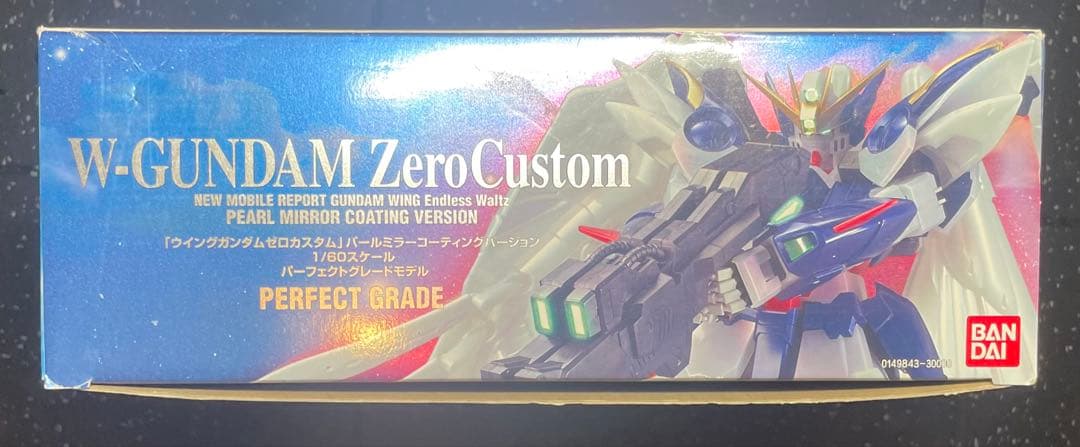 W-GUNDAM ZeroCustom
NEW MOBILE REPORT GUNDAM WING Endless Waltz
PEARL MIRROR COATING VERSION
「ウイングガンダムゼロカスタム」パールミラーコーティングバーション
1/60スケール
パーフェクトグレードモデル
PERFECT GRADE
BAN
DAI